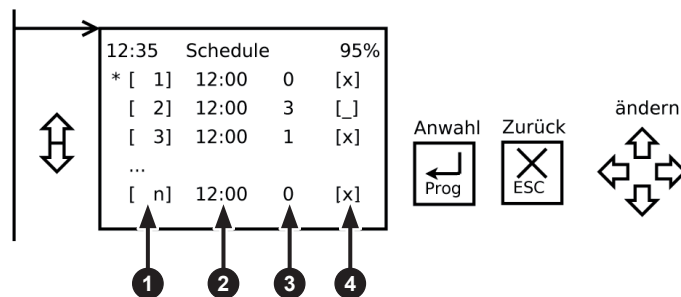 12:35 Schedule 95%
* [ 1] 12:00 0 [x]
[ 2] 12:00 3 [_]
[ 3] 12:00 1 [x]
...
[ n] 12:00 0 [x]
1 2 3 4
Anwahl
Prog
Zurück
ESC
ändern